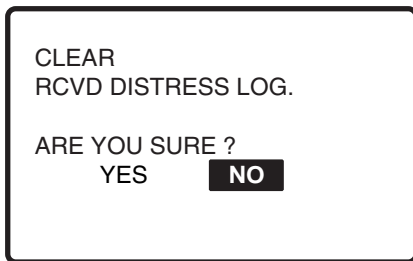 CLEAR
RCVD DISTRESS LOG.
ARE YOU SURE ?
YES NO